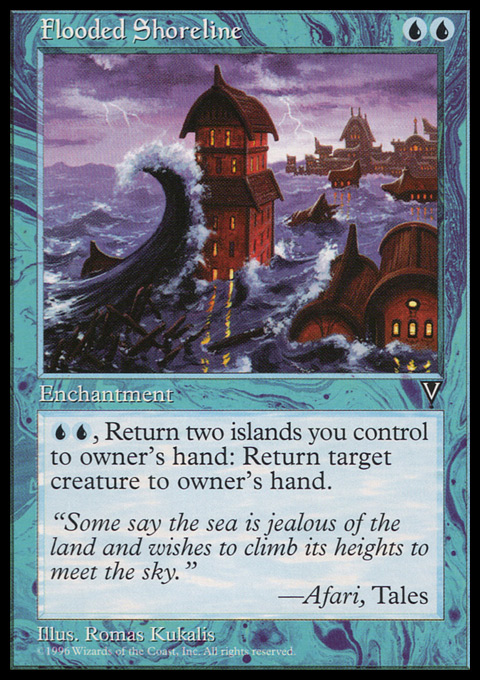 Flooded Shoreline
Enchantment
V
, Return two islands you control
to owner's hand: Return target
creature to owner's hand.
"Some say the sea is jealous of the
land and wishes to climb its heights to
meet the sky."
—Afari, Tales
Illus. Romas Kukalis
©1996 Wizards of the Coast, Inc. All rights reserved.